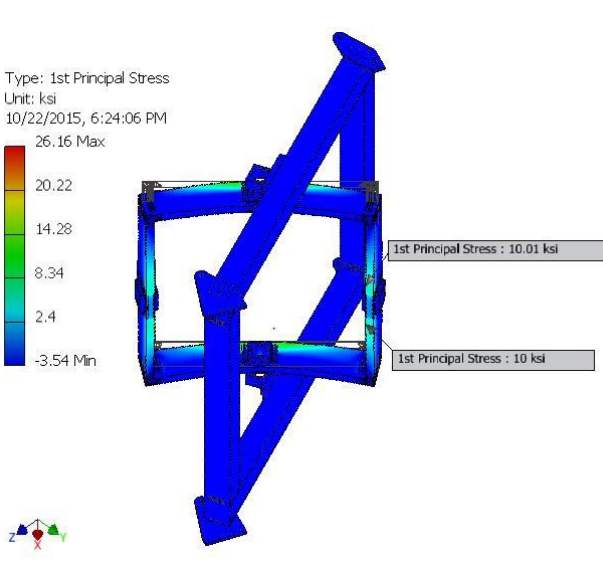 Type: 1st Principal Stress
Unit: ksi
10/22/2015, 6:24:06 PM
26.16 Max
20.22
14.28
8.34
2.4
-3.54 Min
1st Principal Stress : 10.01 ksi
1st Principal Stress : 10 ksi
Z
X
Y